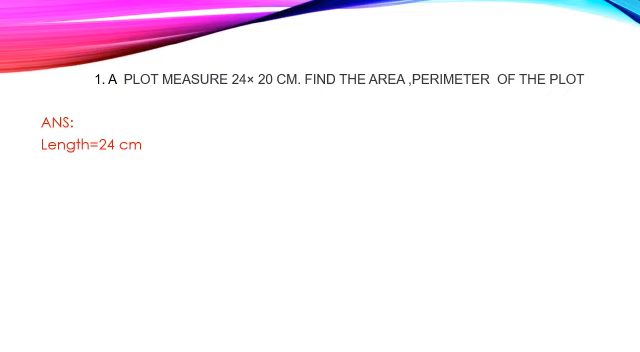 1. A PLOT MEASURE 24× 20 CM. FIND THE AREA ,PERIMETER OF THE PLOT
ANS:
Length=24 cm